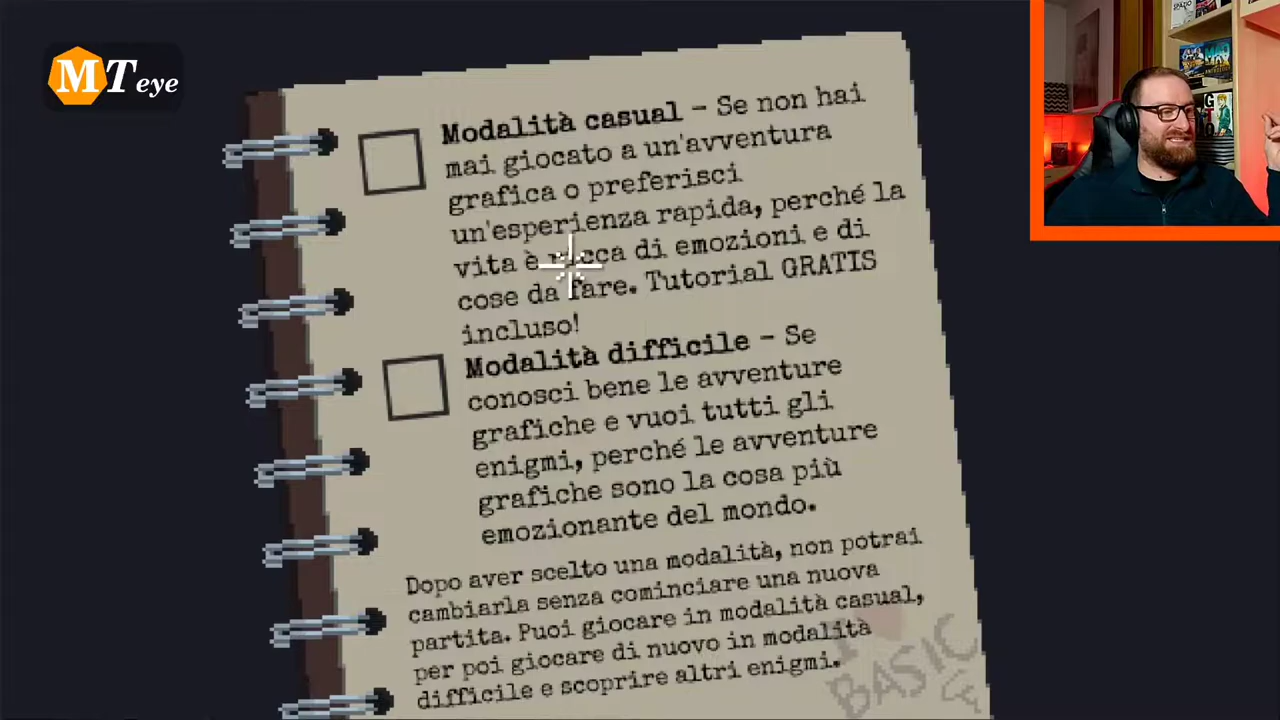 MT eye
Modalità casual - Se non hai
mai giocato a un'avventura
grafica o preferisci
un'esperienza rapida, perché la
vita è ricca di emozioni e di
cose da fare. Tutorial GRATIS
incluso!
Modalità difficile - Se
conosci bene le avventure
grafiche e vuoi tutti gli
enigmi, perché le avventure
grafiche sono la cosa più
emozionante del mondo.
Dopo aver scelto una modalità, non potrai
cambiarla senza cominciare una nuova
partita. Puoi giocare in modalità casual,
per poi giocare di nuovo in modalità
difficile e scoprire altri enigmi.
BASIC